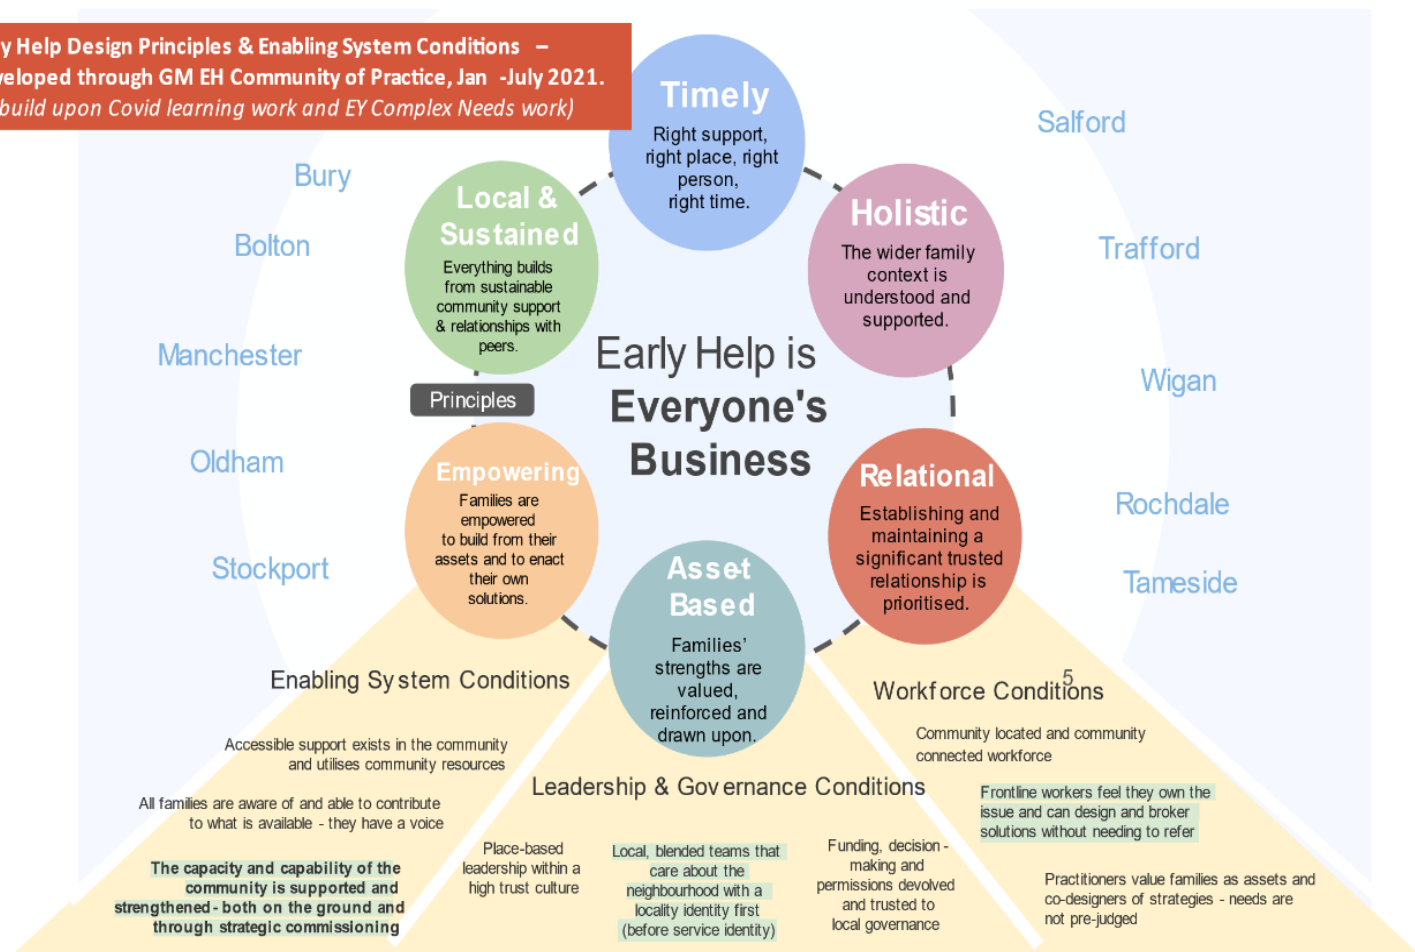 y Help Design Principles & Enabling System Conditions –
veloped through GM EH Community of Practice, Jan -July 2021.
build upon Covid learning work and EY Complex Needs work)
Timely
Right support,
right place, right
person,
right time.
Salford
Bury
Local &
Sustained
Everything builds
from sustainable
community support
& relationships with
peers.
Holistic
The wider family
context is
understood and
supported.
Bolton
Trafford
Manchester
Early Help is
Everyone's
Business
Wigan
Principles
Oldham
Empowering
Families are
empowered
to build from their
assets and to enact
their own
solutions.
Relational
Establishing and
maintaining a
significant trusted
relationship is
prioritised.
Rochdale
Stockport
Asset
Based
Families'
strengths are
valued,
reinforced and
drawn upon.
Tameside
Enabling System Conditions
Accessible support exists in the community
and utilises community resources
All families are aware of and able to contribute
to what is available - they have a voice
The capacity and capability of the
community is supported and
strengthened - both on the ground and
through strategic commissioning
Leadership & Governance Conditions
Place-based
leadership within a
high trust culture
Local, blended teams that
care about the
neighbourhood with a
locality identity first
(before service identity)
Funding, decision -
making and
permissions devolved
and trusted to
local governance
5
Workforce Conditions
Community located and community
connected workforce
Frontline workers feel they own the
issue and can design and broker
solutions without needing to refer
Practitioners value families as assets and
co-designers of strategies - needs are
not pre-judged